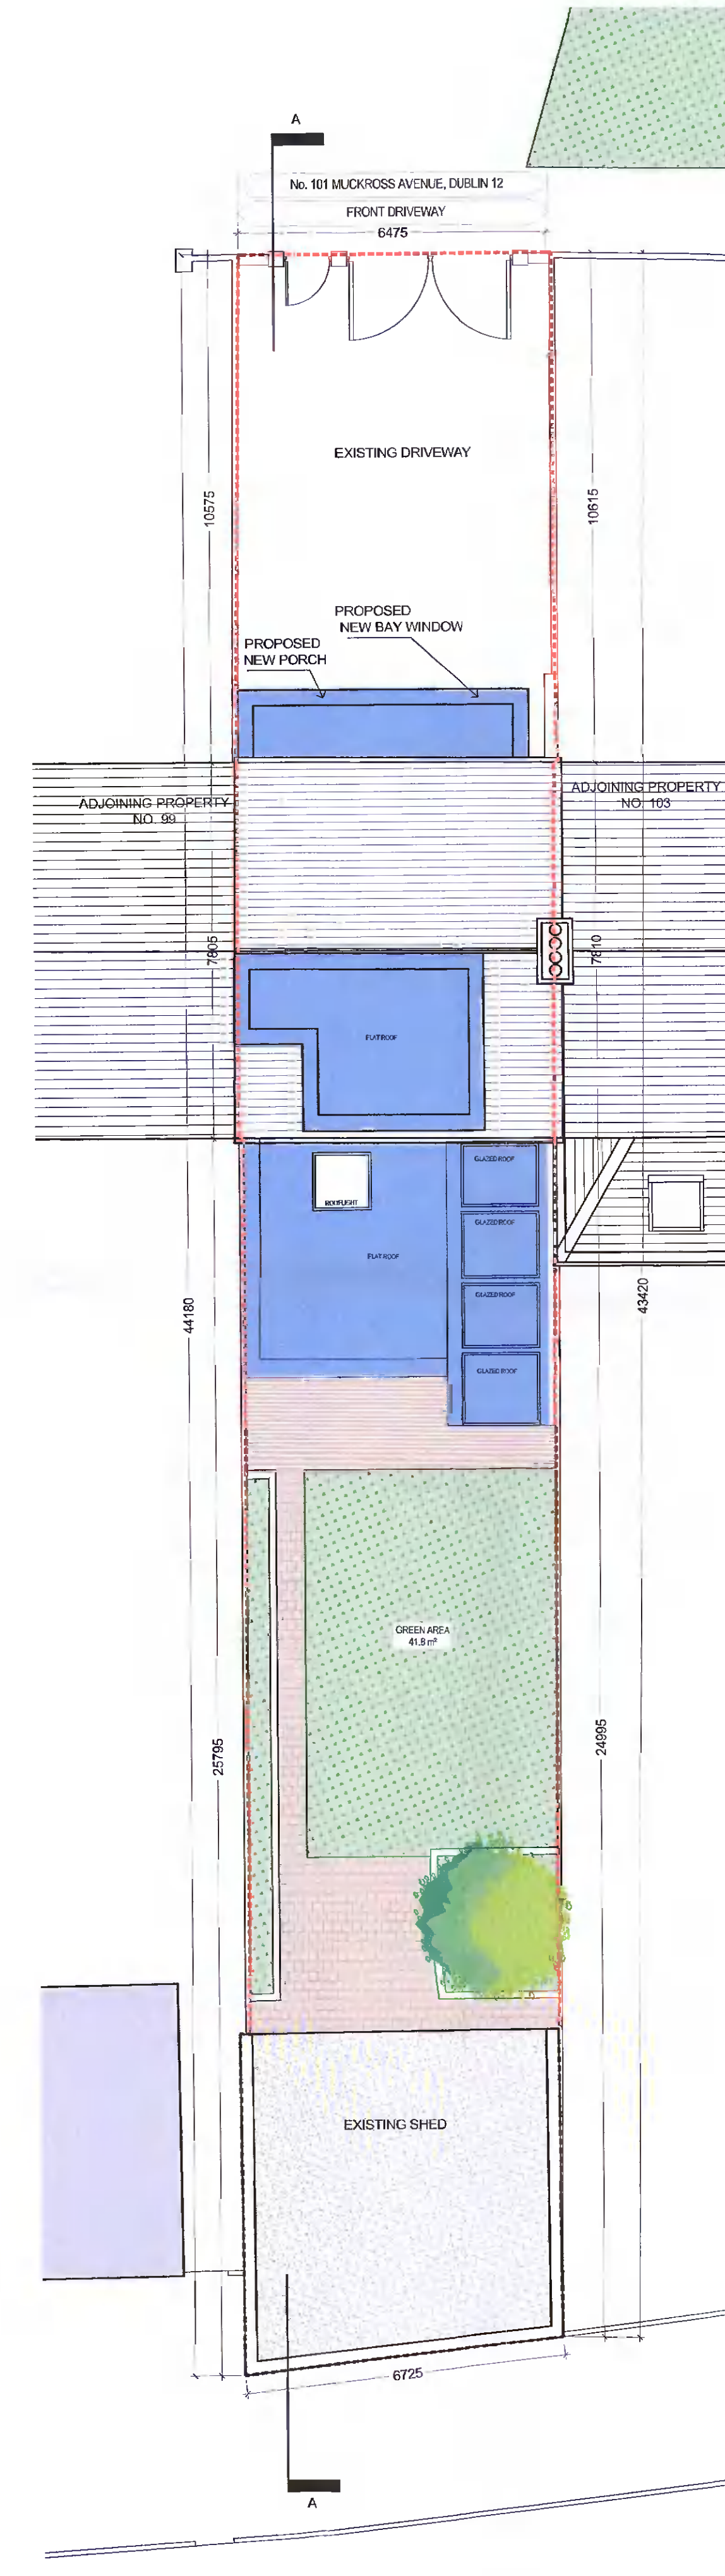 A
No. 101 MUCKROSS AVENUE, DUBLIN 12
FRONT DRIVEWAY
6475
EXISTING DRIVEWAY
10575
10615
PROPOSED
NEW BAY WINDOW
PROPOSED
NEW PORCH
ADJOINING PROPERTY
NO. 99
ADJOINING PROPERTY
NO. 103
7805
7810
FLAT ROOF
GLAZED ROOF
ROOFLIGHT
GLAZED ROOF
FLAT ROOF
GLAZED ROOF
GLAZED ROOF
44180
43420
GREEN AREA
41.8 m²
25795
24995
EXISTING SHED
6725
A